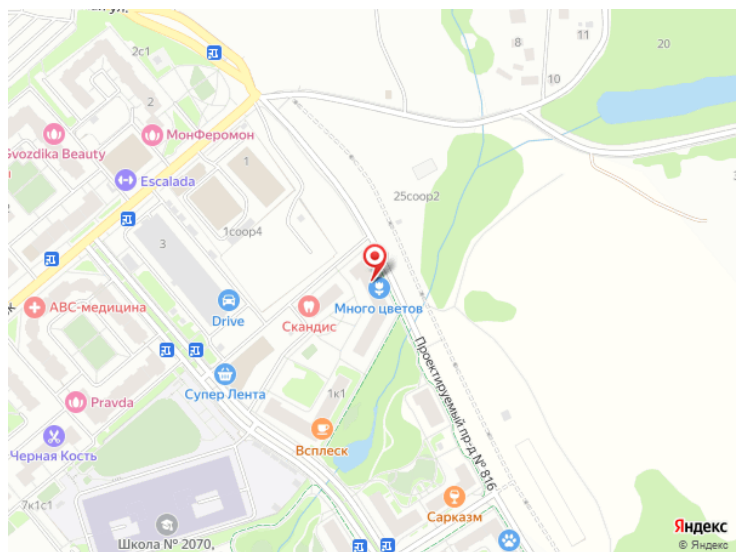 2с1
2
МонФеромон
Gvozdika Beauty
Escalada
1
1соор4
3
8
11
10
20
25соор2
АВС-медицина
Drive
Скандис
Много цветов
Супер Лента
Pravda
1к1
Всплеск
Проектируемый пр-д № 816
Черная Кость
7к1с1
Школа № 2070,
Сарказм
Яндекс
© Яндекс